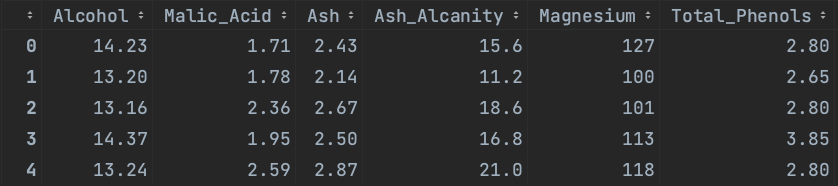 Alcohol Malic_Acid Ash Ash_Alcanity Magnesium Total_Phenols
0 14.23 1.71 2.43 15.6 127 2.80
1 13.20 1.78 2.14 11.2 100 2.65
2 13.16 2.36 2.67 18.6 101 2.80
3 14.37 1.95 2.50 16.8 113 3.85
4 13.24 2.59 2.87 21.0 118 2.80